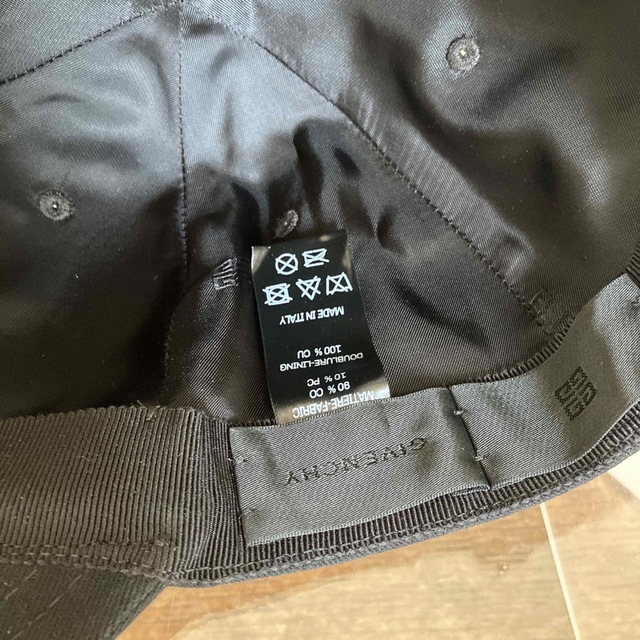 MATIERE-FABRIC
90 % CO
10 % PC
DOUBLURE-LINING
100 % CU
MADE IN ITALY
GIVENCHY